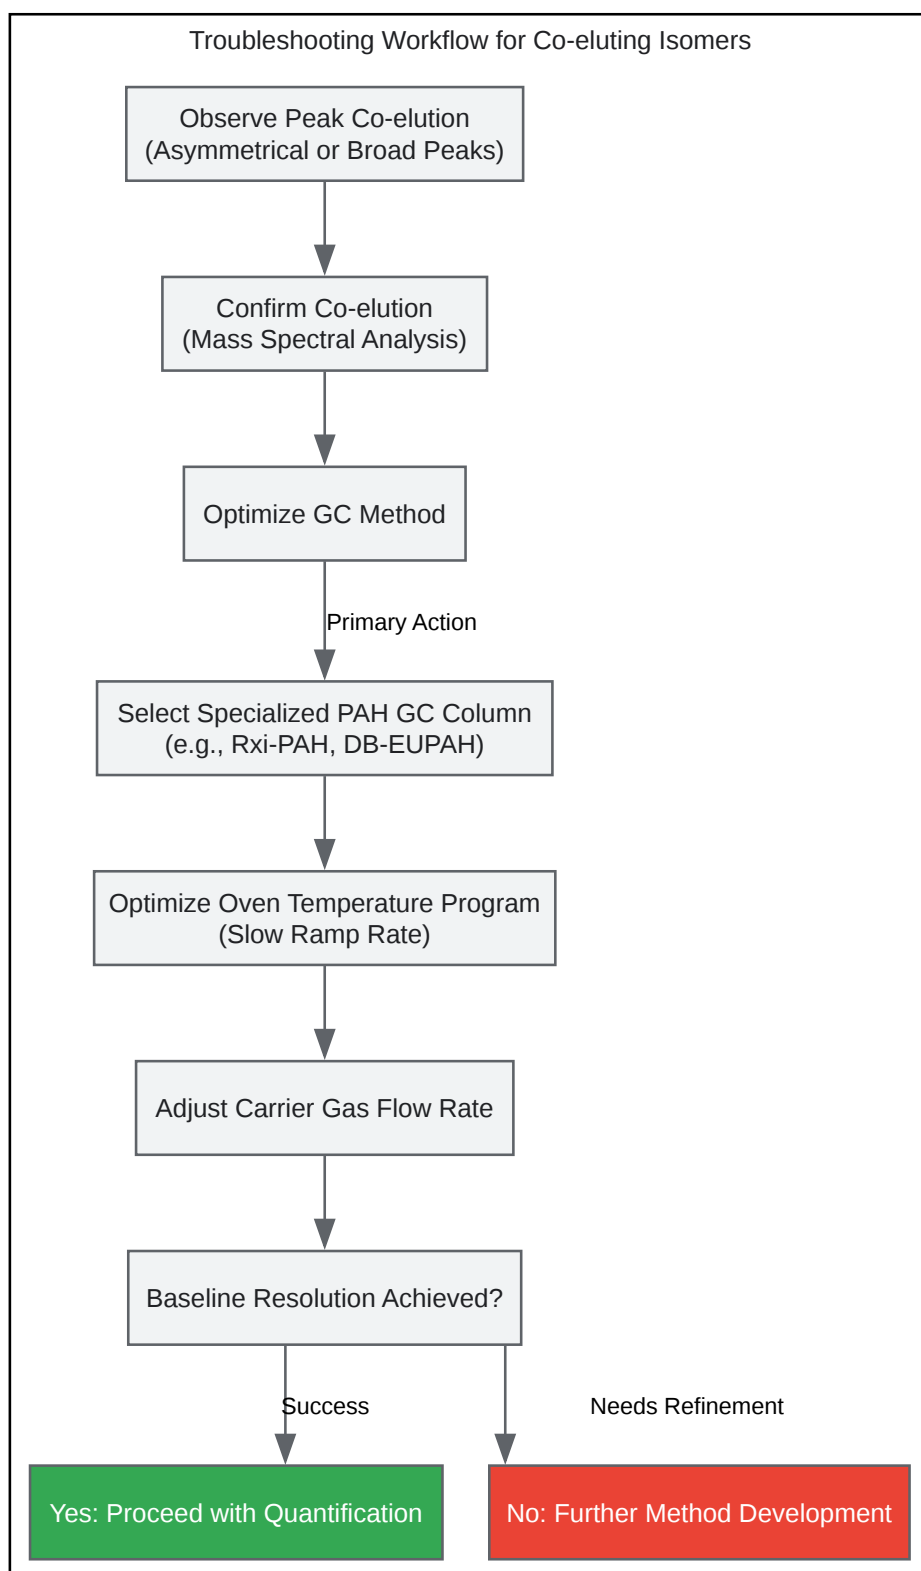 Troubleshooting Workflow for Co-eluting Isomers
Observe Peak Co-elution
(Asymmetrical or Broad Peaks)
Confirm Co-elution
(Mass Spectral Analysis)
Optimize GC Method
Primary Action
Select Specialized PAH GC Column
(e.g., Rxi-PAH, DB-EUPAH)
Optimize Oven Temperature Program
(Slow Ramp Rate)
Adjust Carrier Gas Flow Rate
Baseline Resolution Achieved?
Success
Needs Refinement
Yes: Proceed with Quantification
No: Further Method Development